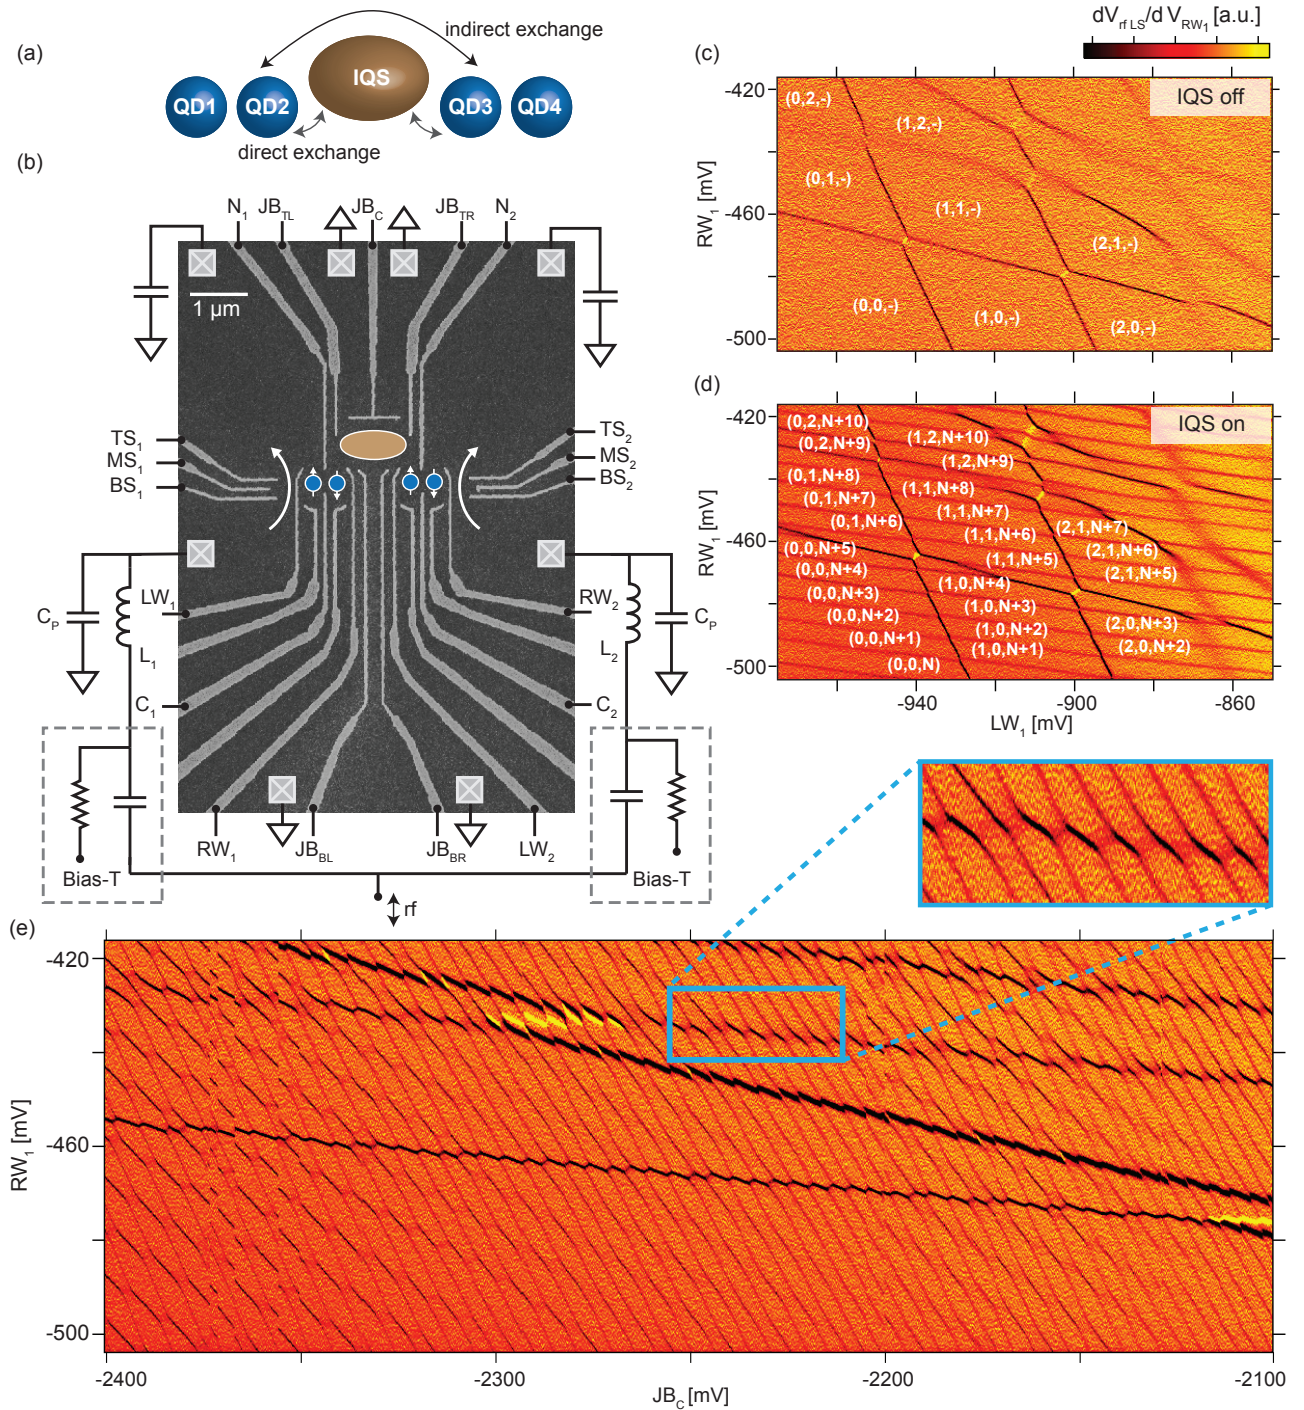 (a)
indirect exchange
IQS
QD1
QD2
QD3
QD4
direct exchange
(b)
N1
JBTL
JBC
JBTR
N2
1 µm
TS1
MS1
BS1
TS2
MS2
BS2
CP
LW1
L1
C1
RW2
CP
L2
C2
Bias-T
RW1
JBBL
JBBR
LW2
Bias-T
rf
dVrf LS/d VRW1 [a.u.]
(c)
IQS off
-420
-460
-500
RW1 [mV]
(0,2,-)
(1,2,-)
(0,1,-)
(1,1,-)
(2,1,-)
(0,0,-)
(1,0,-)
(2,0,-)
(d)
IQS on
-420
-460
-500
RW1 [mV]
(0,2,N+10)
(0,2,N+9)
(1,2,N+10)
(1,2,N+9)
(0,1,N+8)
(0,1,N+7)
(0,1,N+6)
(1,1,N+8)
(1,1,N+7)
(1,1,N+6)
(1,1,N+5)
(2,1,N+7)
(2,1,N+6)
(2,1,N+5)
(0,0,N+5)
(0,0,N+4)
(0,0,N+3)
(0,0,N+2)
(0,0,N+1)
(0,0,N)
(1,0,N+4)
(1,0,N+3)
(1,0,N+2)
(1,0,N+1)
(2,0,N+3)
(2,0,N+2)
-940
-900
-860
LW1 [mV]
(e)
-420
-460
-500
RW1 [mV]
-2400
-2300
-2200
-2100
JBC [mV]